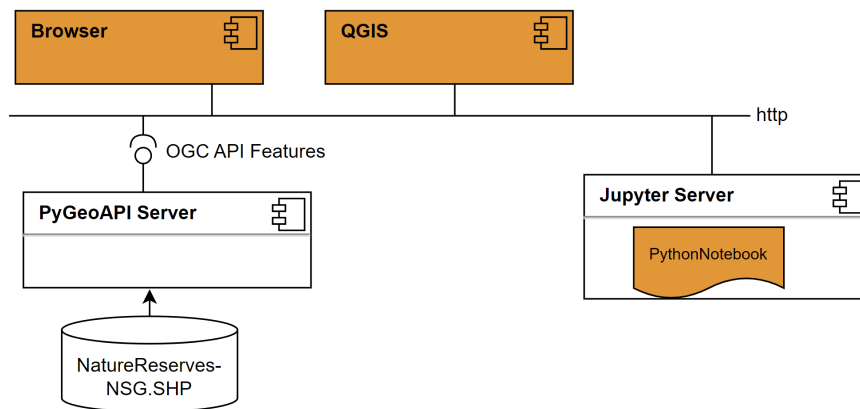 Browser
QGIS
http
OGC API Features
PyGeoAPI Server
Jupyter Server
PythonNotebook
NatureReserves-
NSG.SHP